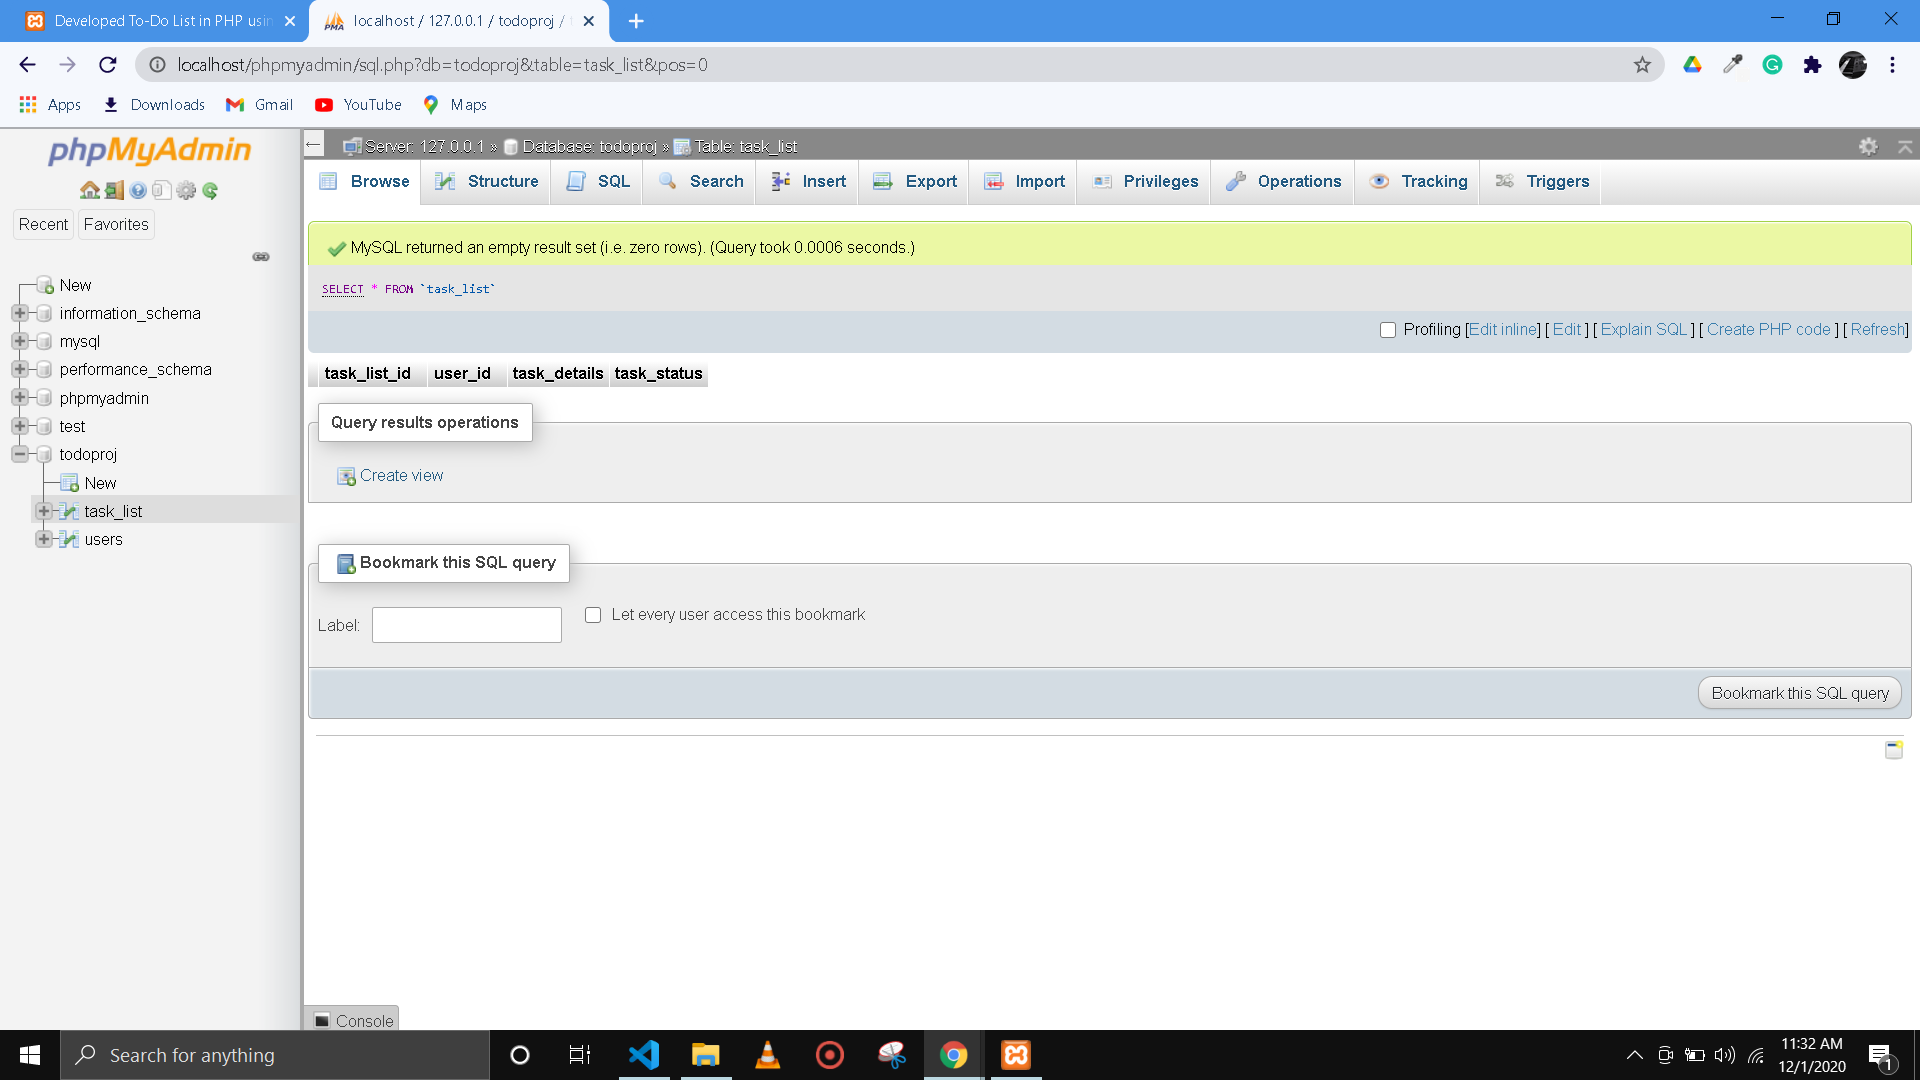 Developed To-Do List in PHP usin
localhost / 127.0.0.1 / todoproj /
localhost/phpmyadmin/sql.php?db=todoproj&table=task_list&pos=0
Apps Downloads Gmail YouTube Maps
phpMyAdmin
Recent Favorites
New
information_schema
mysql
performance_schema
phpmyadmin
test
todoproj
New
task_list
users
Server: 127.0.0.1 » Database: todoproj » Table: task_list
Browse Structure SQL Search Insert Export Import Privileges Operations Tracking Triggers
MySQL returned an empty result set (i.e. zero rows). (Query took 0.0006 seconds.)
SELECT * FROM `task_list`
Profiling [Edit inline] [ Edit ] [ Explain SQL ] [ Create PHP code ] [ Refresh]
task_list_id user_id task_details task_status
Query results operations
Create view
Bookmark this SQL query
Label: Let every user access this bookmark
Bookmark this SQL query
Console
Search for anything
11:32 AM
12/1/2020
1